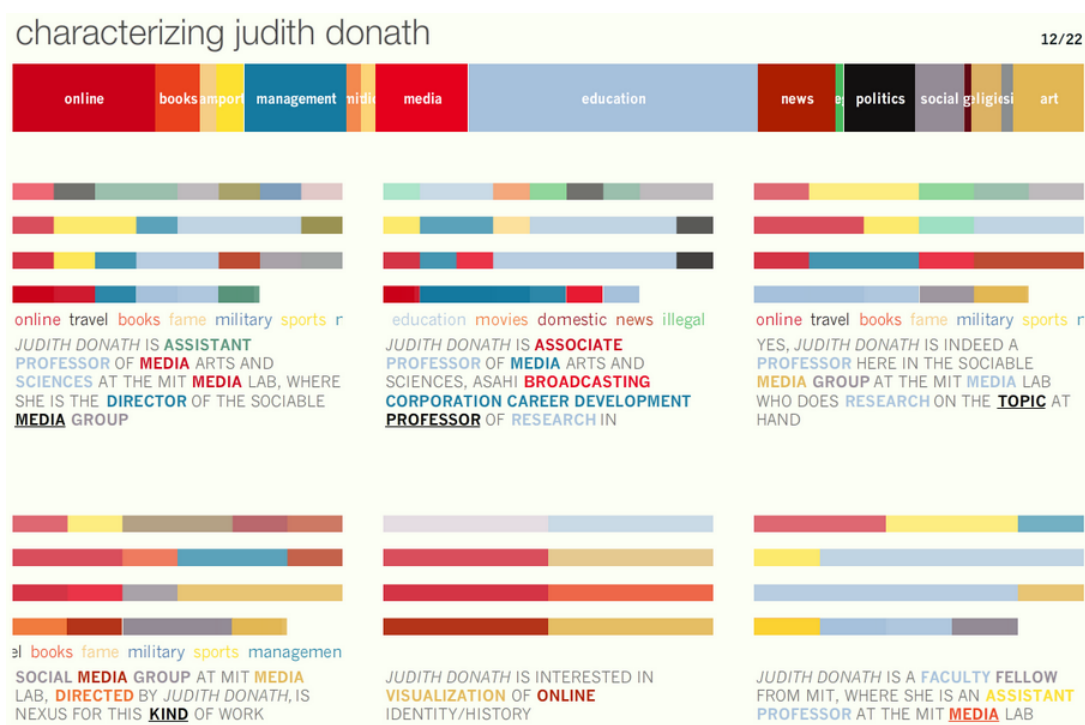 characterizing judith donath
12/22
online books management media education news politics social art
online travel books fame military sports
JUDITH DONATH IS ASSISTANT
PROFESSOR OF MEDIA ARTS AND
SCIENCES AT THE MIT MEDIA LAB, WHERE
SHE IS THE DIRECTOR OF THE SOCIABLE
MEDIA GROUP
education movies domestic news illegal
JUDITH DONATH IS ASSOCIATE
PROFESSOR OF MEDIA ARTS AND
SCIENCES, ASAHI BROADCASTING
CORPORATION CAREER DEVELOPMENT
PROFESSOR OF RESEARCH IN
online travel books fame military sports
YES, JUDITH DONATH IS INDEED A
PROFESSOR HERE IN THE SOCIABLE
MEDIA GROUP AT THE MIT MEDIA LAB
WHO DOES RESEARCH ON THE TOPIC AT
HAND
el books fame military sports managemen
SOCIAL MEDIA GROUP AT MIT MEDIA
LAB, DIRECTED BY JUDITH DONATH, IS
NEXUS FOR THIS KIND OF WORK
JUDITH DONATH IS INTERESTED IN
VISUALIZATION OF ONLINE
IDENTITY/HISTORY
JUDITH DONATH IS A FACULTY FELLOW
FROM MIT, WHERE SHE IS AN ASSISTANT
PROFESSOR AT THE MIT MEDIA LAB